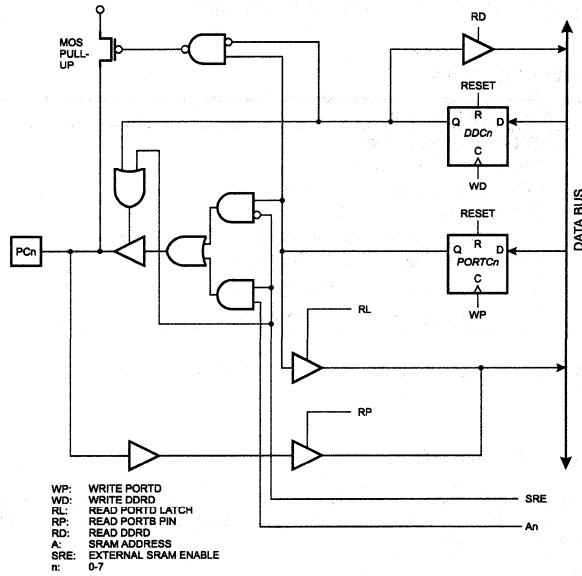 MOS
PULL-
UP
RD
RESET
Q R D
DDCn
C
WD
RESET
Q R D
PORTCn
C
WP
DATA BUS
PCn
RL
RP
SRE
An
WP: WRITE PORTD
WD: WRITE DDRD
RL: READ PORTD LATCH
RP: READ PORTB PIN
RD: READ DDRD
A: SRAM ADDRESS
SRE: EXTERNAL SRAM ENABLE
n: 0-7